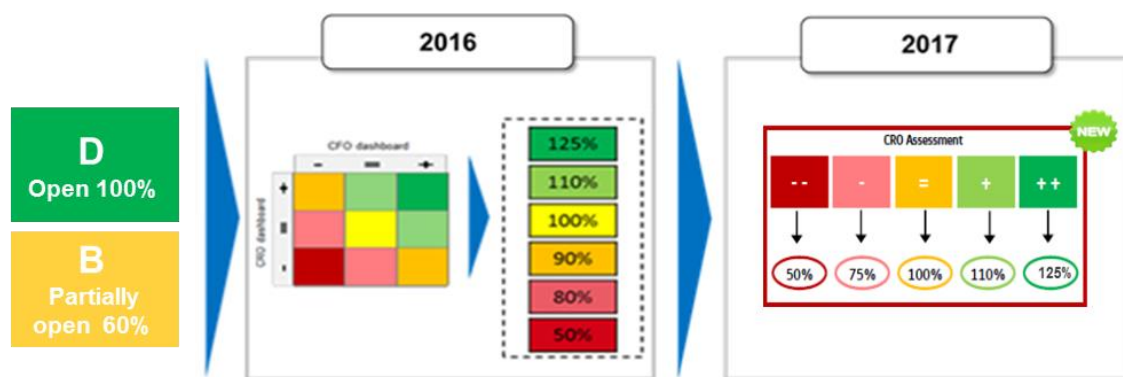 D
Open 100%
B
Partially
open 60%
2016
CFO dashboard
- = +
CRO dashboard
+
=
-
125%
110%
100%
90%
80%
50%
2017
NEW
CRO Assessment
-- - = + ++
50% 75% 100% 110% 125%